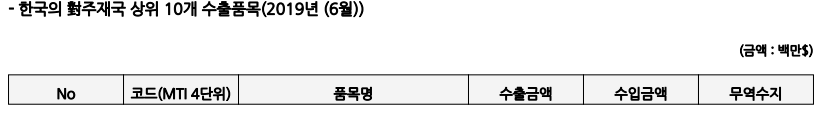 - 한국의 對주재국 상위 10개 수출품목(2019년 (6월))
(금액 : 백만$)
No 코드(MTI 4단위) 품목명 수출금액 수입금액 무역수지